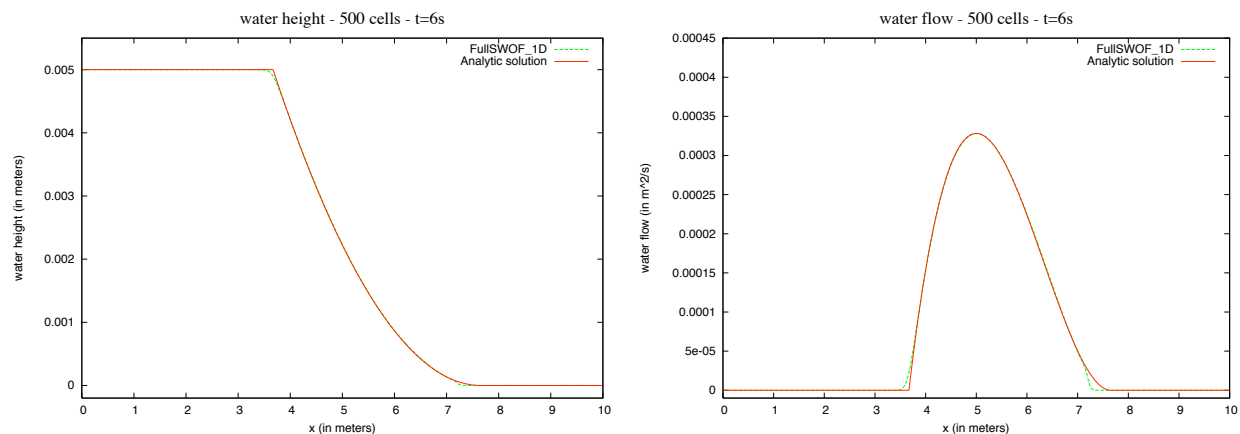 water height - 500 cells - t=6s
FullSWOF_1D
Analytic solution
water height (in meters)
0.005
0.004
0.003
0.002
0.001
0
0 1 2 3 4 5 6 7 8 9 10
x (in meters)
water flow - 500 cells - t=6s
FullSWOF_1D
Analytic solution
water flow (in m^2/s)
0.00045
0.0004
0.00035
0.0003
0.00025
0.0002
0.00015
0.0001
5e-05
0
0 1 2 3 4 5 6 7 8 9 10
x (in meters)